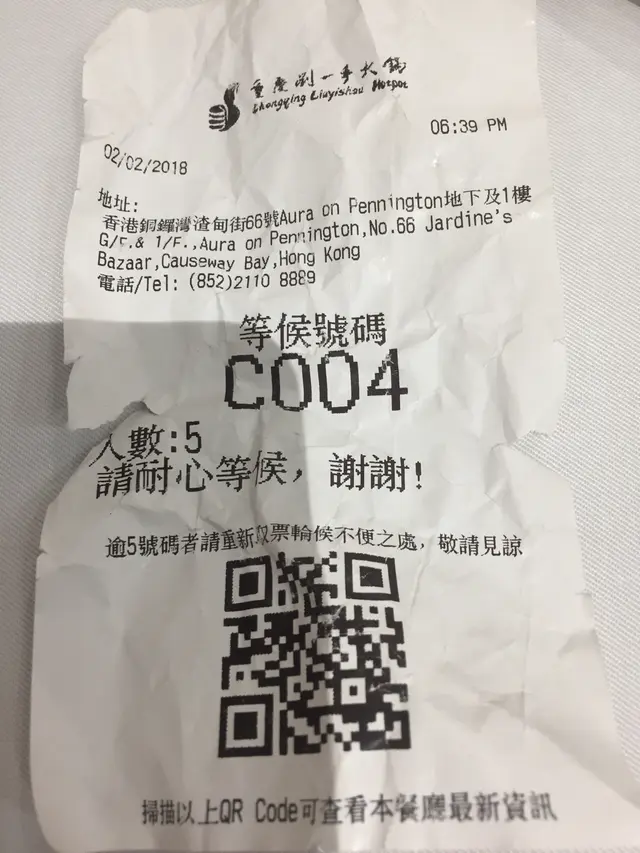 重慶劉一手火鍋
Chongqing Liuyishou Hotpot
06:39 PM
02/02/2018
地址:
香港銅鑼灣渣甸街66號Aura on Pennington地下及1樓
G/F.& 1/F.,Aura on Pennington,No.66 Jardine's
Bazaar,Causeway Bay,Hong Kong
電話/Tel: (852)2110 8889
等候號碼
C004
人數:5
請耐心等候, 謝謝!
逾5號碼者請重新取票輪候不便之處, 敬請見諒
掃描以上QR Code可查看本餐廳最新資訊